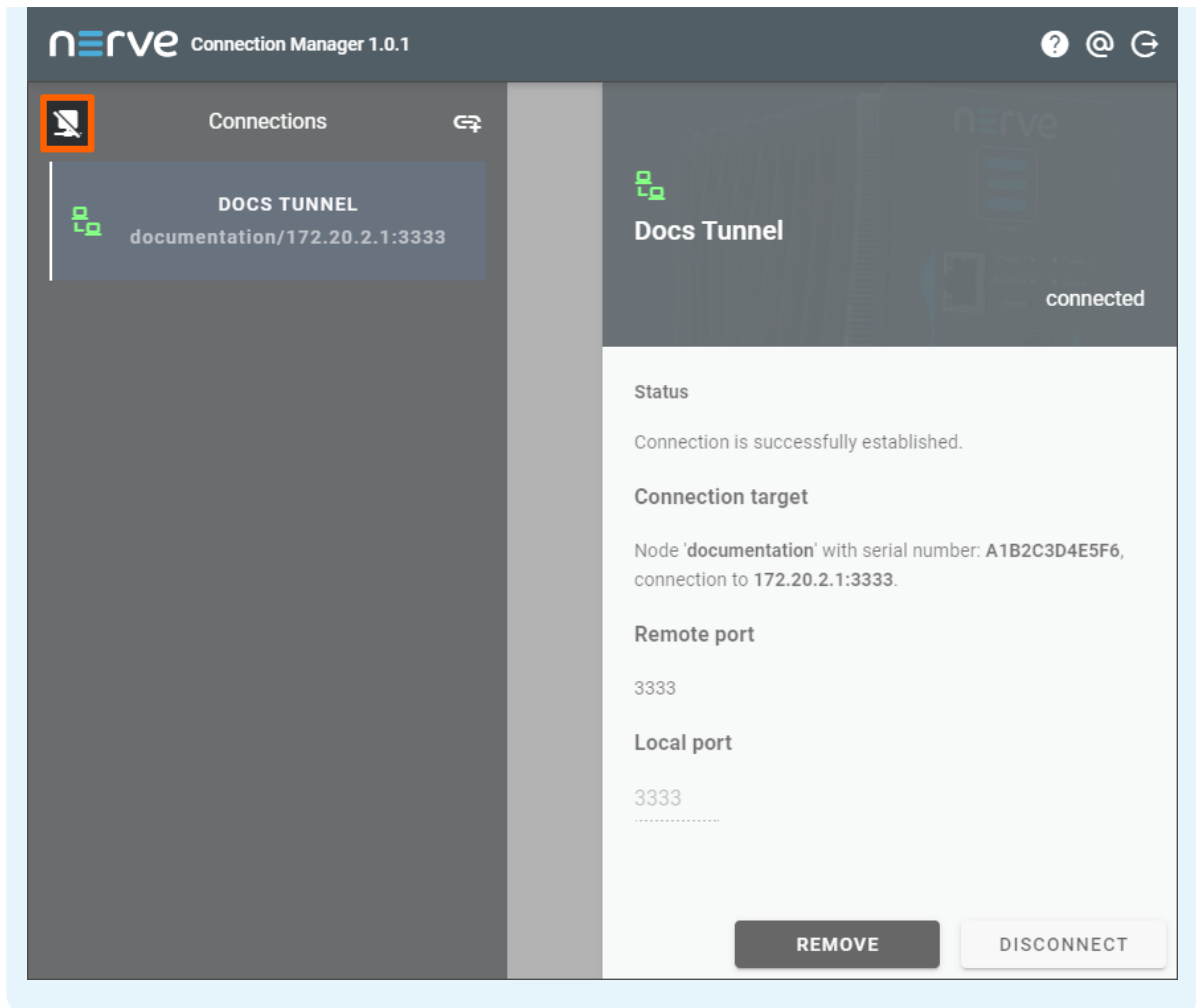 nerve Connection Manager 1.0.1
Connections
DOCS TUNNEL
documentation/172.20.2.1:3333
nerve
Docs Tunnel
connected
Status
Connection is successfully established.
Connection target
Node 'documentation' with serial number: A1B2C3D4E5F6,
connection to 172.20.2.1:3333.
Remote port
3333
Local port
3333
REMOVE
DISCONNECT